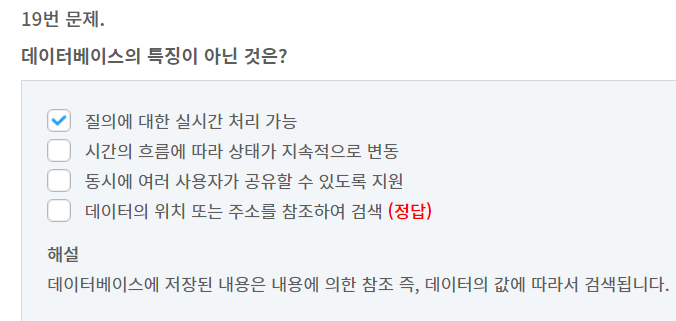 19번 문제.
데이터베이스의 특징이 아닌 것은?
질의에 대한 실시간 처리 가능
시간의 흐름에 따라 상태가 지속적으로 변동
동시에 여러 사용자가 공유할 수 있도록 지원
데이터의 위치 또는 주소를 참조하여 검색 (정답)
해설
데이터베이스에 저장된 내용은 내용에 의한 참조 즉, 데이터의 값에 따라서 검색됩니다.